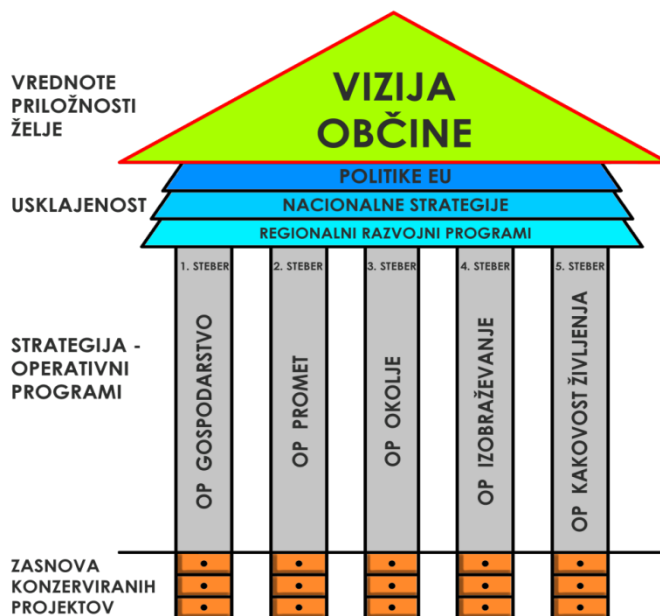 VREDNOTE
PRILOŽNOSTI
ŽELJE
VIZIJA
OBČINE
USKLAJENOST
POLITIKE EU
NACIONALNE STRATEGIJE
REGIONALNI RAZVOJNI PROGRAMI
STRATEGIJA -
OPERATIVNI
PROGRAMI
1. STEBER
OP GOSPODARSTVO
2. STEBER
OP PROMET
3. STEBER
OP OKOLJE
4. STEBER
OP IZOBRAŽEVANJE
5. STEBER
OP KAKOVOST ŽIVLJENJA
ZASNOVA
KONZERVIRANIH
PROJEKTOV